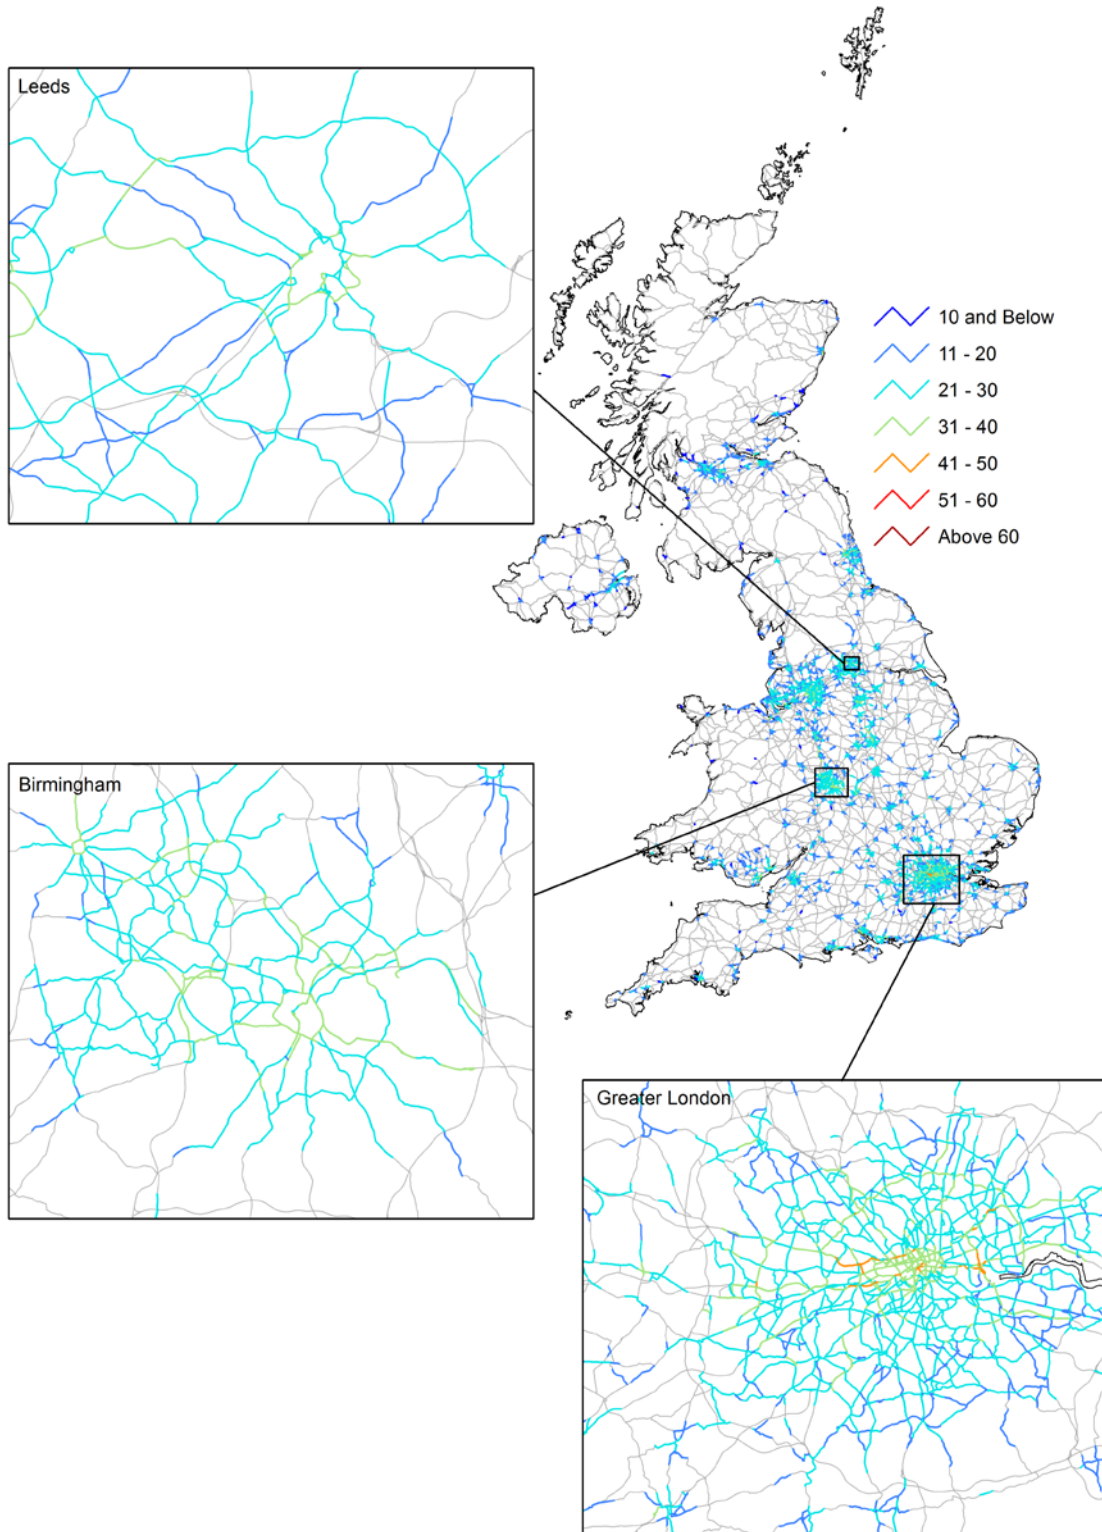 Leeds
10 and Below
11 - 20
21 - 30
31 - 40
41 - 50
51 - 60
Above 60
Birmingham
Greater London